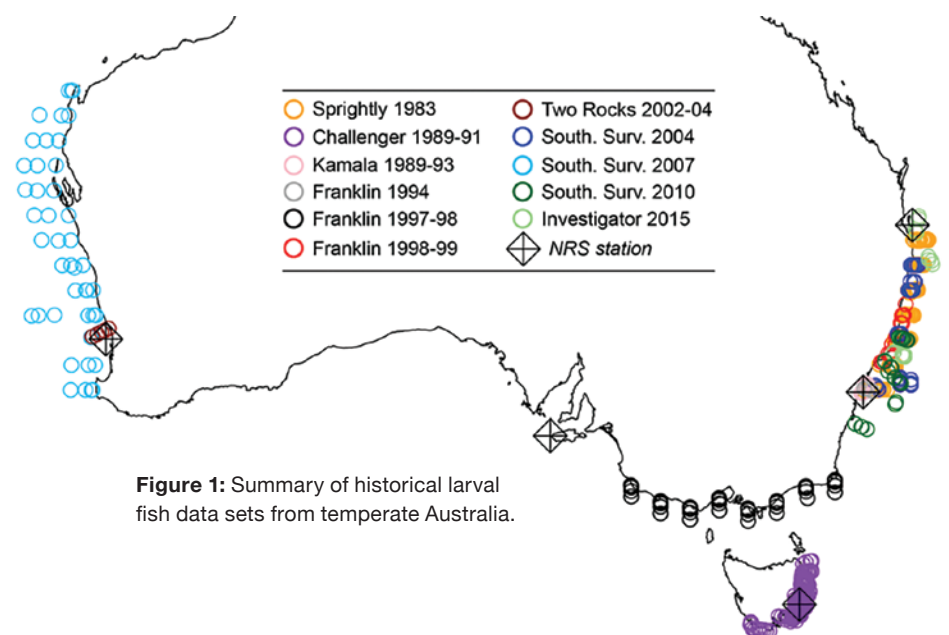 Sprightly 1983
Challenger 1989-91
Kamala 1989-93
Franklin 1994
Franklin 1997-98
Franklin 1998-99
Two Rocks 2002-04
South. Surv. 2004
South. Surv. 2007
South. Surv. 2010
Investigator 2015
NRS station
Figure 1: Summary of historical larval
fish data sets from temperate Australia.